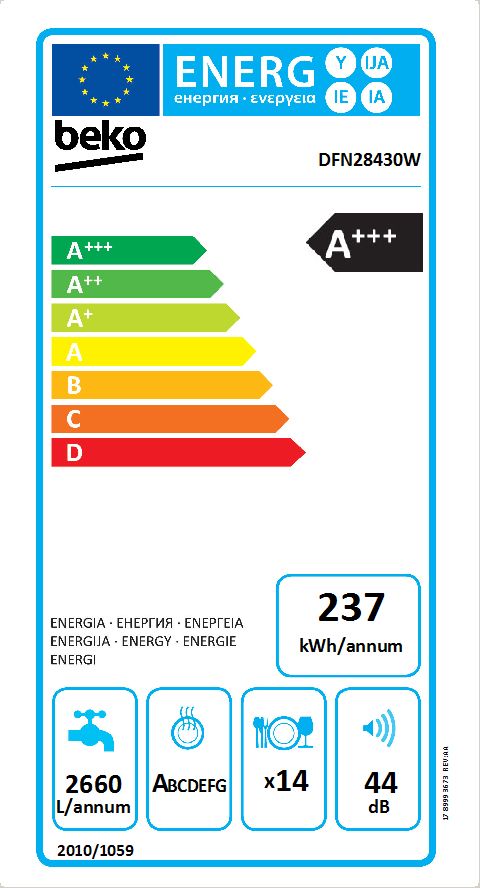 ENERG Y IJA
енергия · ενεργεια IE IA
beko
DFN28430W
A+++
A+++
A++
A+
A
B
C
D
237
kWh/annum
ENERGIA · ЕНЕРГИЯ · ΕΝΕΡΓΕΙΑ
ENERGIJA · ENERGY · ENERGIE
ENERGI
2660
L/annum
ABCDEFG
x14
44
dB
2010/1059
17 8999 3673 REV:AA